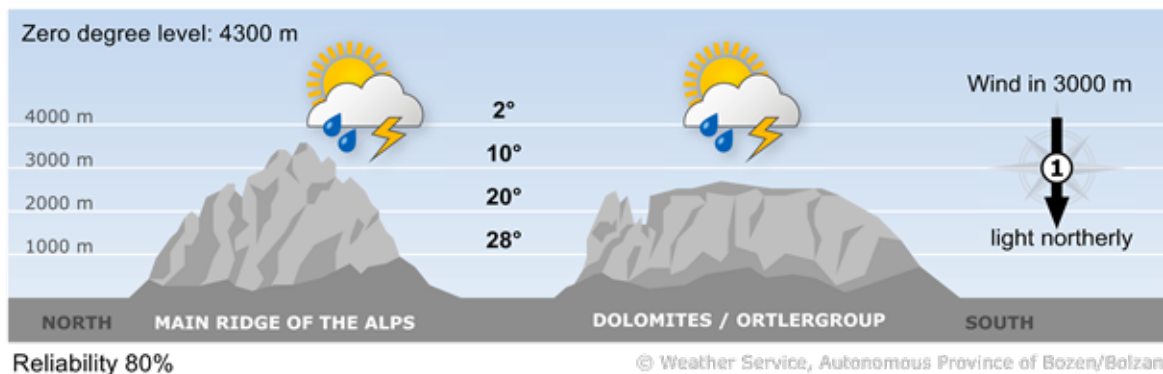 Zero degree level: 4300 m
Wind in 3000 m
4000 m
2°
3000 m
10°
1
2000 m
20°
1000 m
28°
light northerly
NORTH
MAIN RIDGE OF THE ALPS
DOLOMITES / ORTLERGROUP
SOUTH
Reliability 80%
© Weather Service, Autonomous Province of Bozen/Bolzan